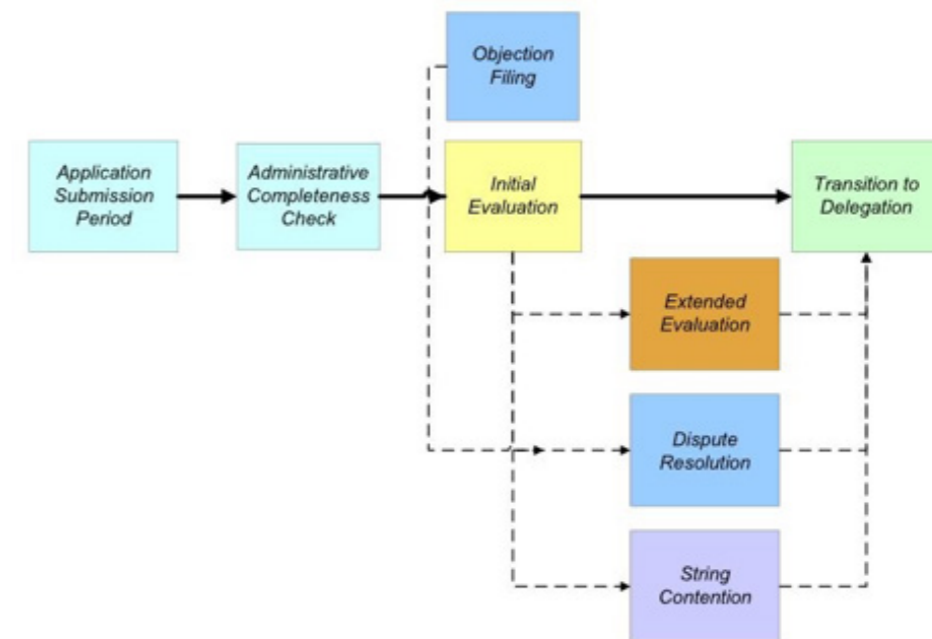 Objection
Filing
Application
Submission
Period
Administrative
Completeness
Check
Initial
Evaluation
Transition to
Delegation
Extended
Evaluation
Dispute
Resolution
String
Contention